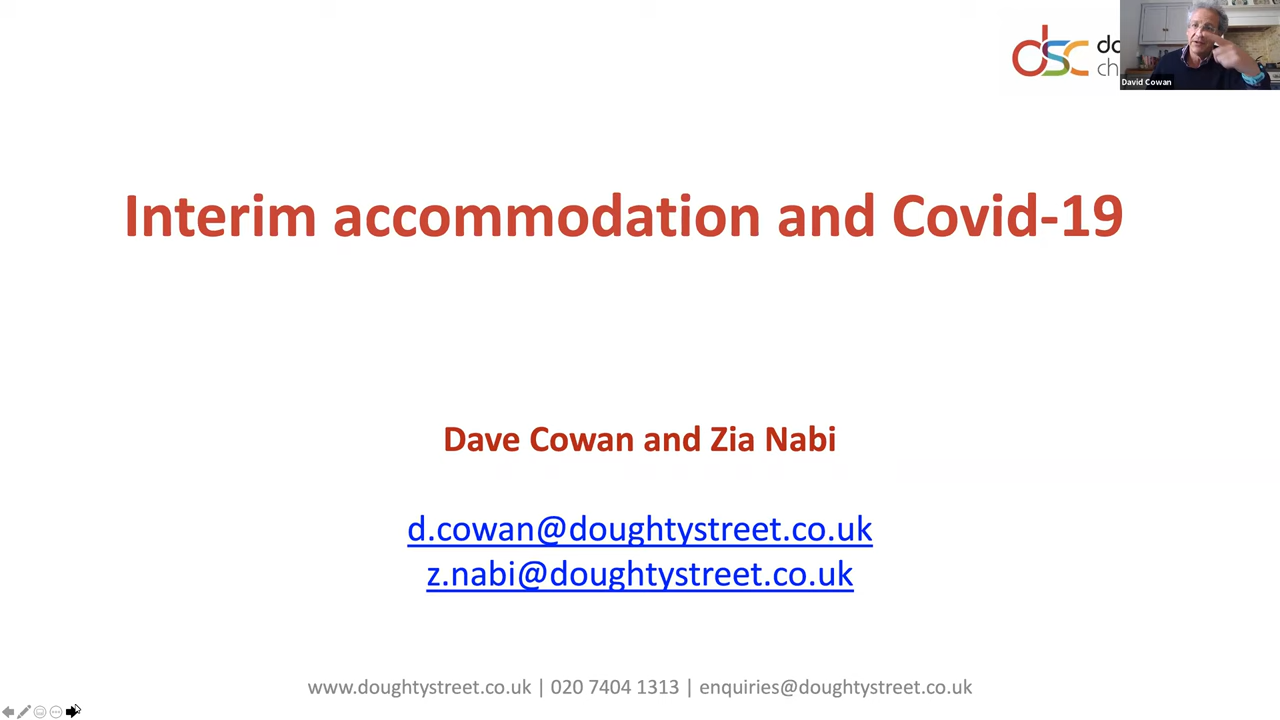 dsc
David Cowan
Interim accommodation and Covid-19
Dave Cowan and Zia Nabi
d.cowan@doughtystreet.co.uk
z.nabi@doughtystreet.co.uk
www.doughtystreet.co.uk | 020 7404 1313 | enquiries@doughtystreet.co.uk